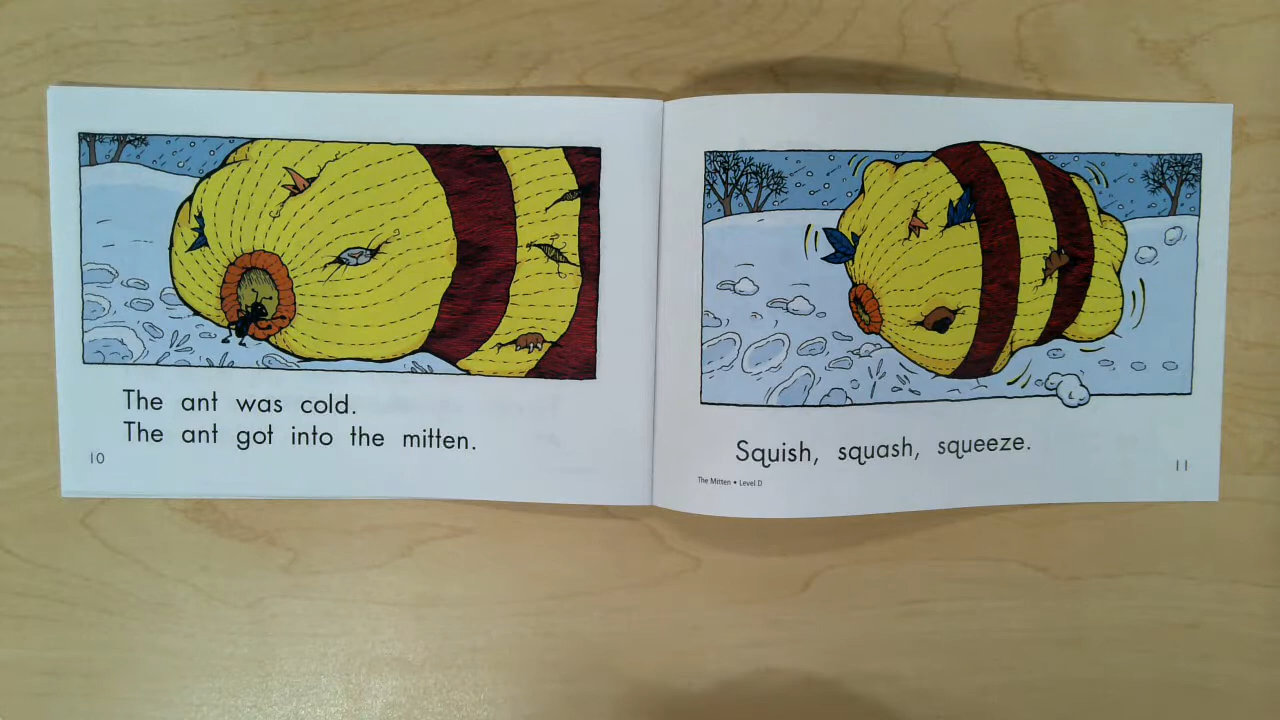 The ant was cold.
The ant got into the mitten.
10
Squish, squash, squeeze.
The Mitten • Level D
11